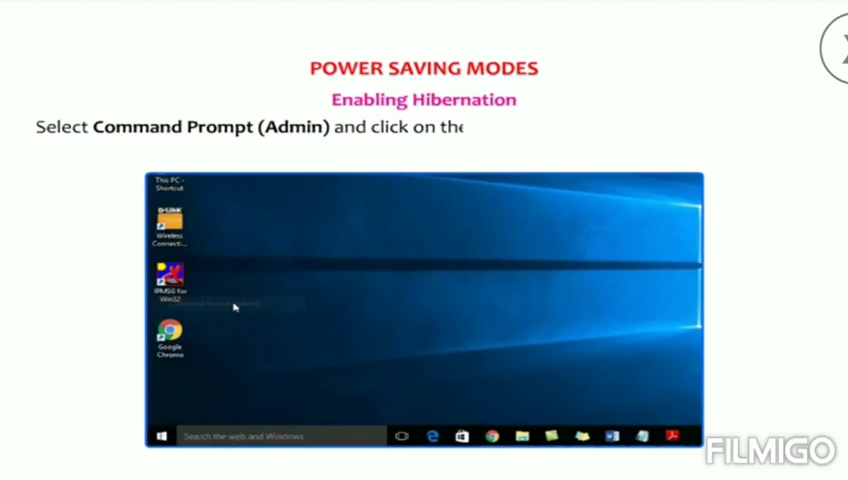 POWER SAVING MODES
Enabling Hibernation
Select Command Prompt (Admin) and click on the
This PC -
Shortcut
D-Link
Wireless
Connecti...
IPMSG for
Win32
Google
Chrome
Search the web and Windows
FILMIGO